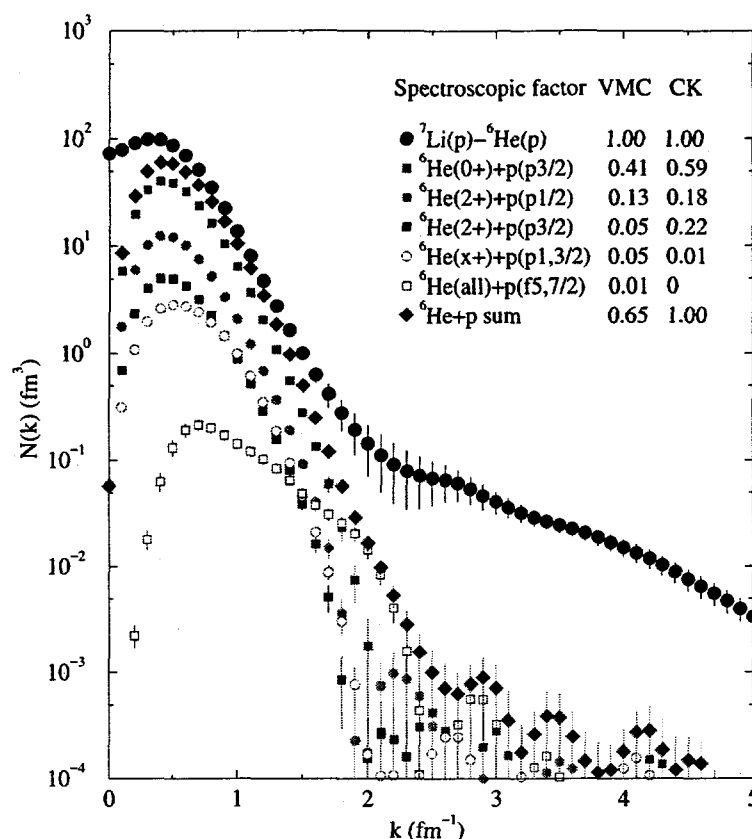 Spectroscopic factor VMC CK
⁷Li(p)−⁶He(p) 1.00 1.00
⁶He(0+)+p(p3/2) 0.41 0.59
⁶He(2+)+p(p1/2) 0.13 0.18
⁶He(2+)+p(p3/2) 0.05 0.22
⁶He(x+)+p(p1,3/2) 0.05 0.01
⁶He(all)+p(f5,7/2) 0.01 0
⁶He+p sum 0.65 1.00
N(k) (fm³)
10³
10²
10¹
10⁰
10⁻¹
10⁻²
10⁻³
10⁻⁴
0 1 2 3 4 5
k (fm⁻¹)